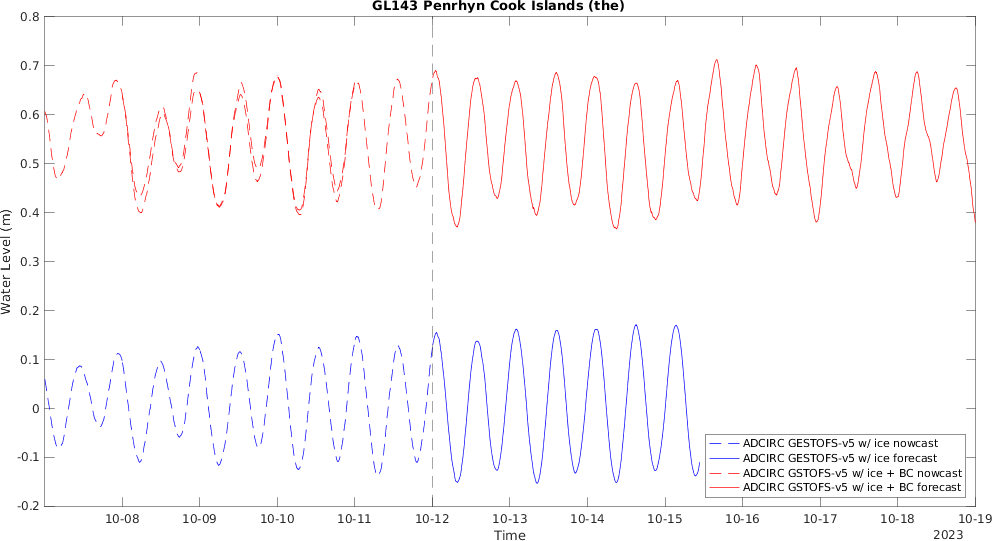 GL143 Penrhyn Cook Islands (the)
Water Level (m)
0.8
0.7
0.6
0.5
0.4
0.3
0.2
0.1
0
-0.1
-0.2
ADCIRC GESTOFS-v5 w/ ice nowcast
ADCIRC GESTOFS-v5 w/ ice forecast
ADCIRC GSTOFS-v5 w/ ice + BC nowcast
ADCIRC GSTOFS-v5 w/ ice + BC forecast
10-08 10-09 10-10 10-11 10-12 10-13 10-14 10-15 10-16 10-17 10-18 10-19
Time
2023